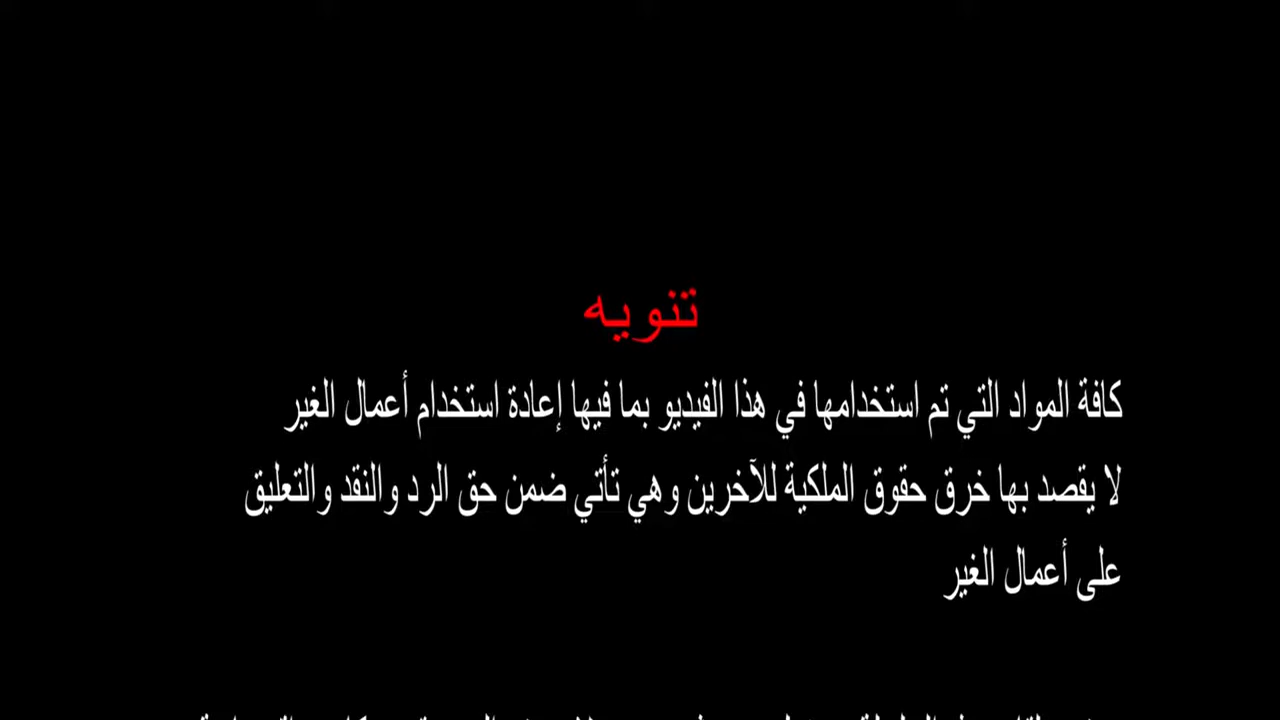 تنويه
كافة المواد التي تم استخدامها في هذا الفيديو بما فيها إعادة استخدام أعمال الغير
لا يقصد بها خرق حقوق الملكية للآخرين وهي تأتي ضمن حق الرد والنقد والتعليق
على أعمال الغير